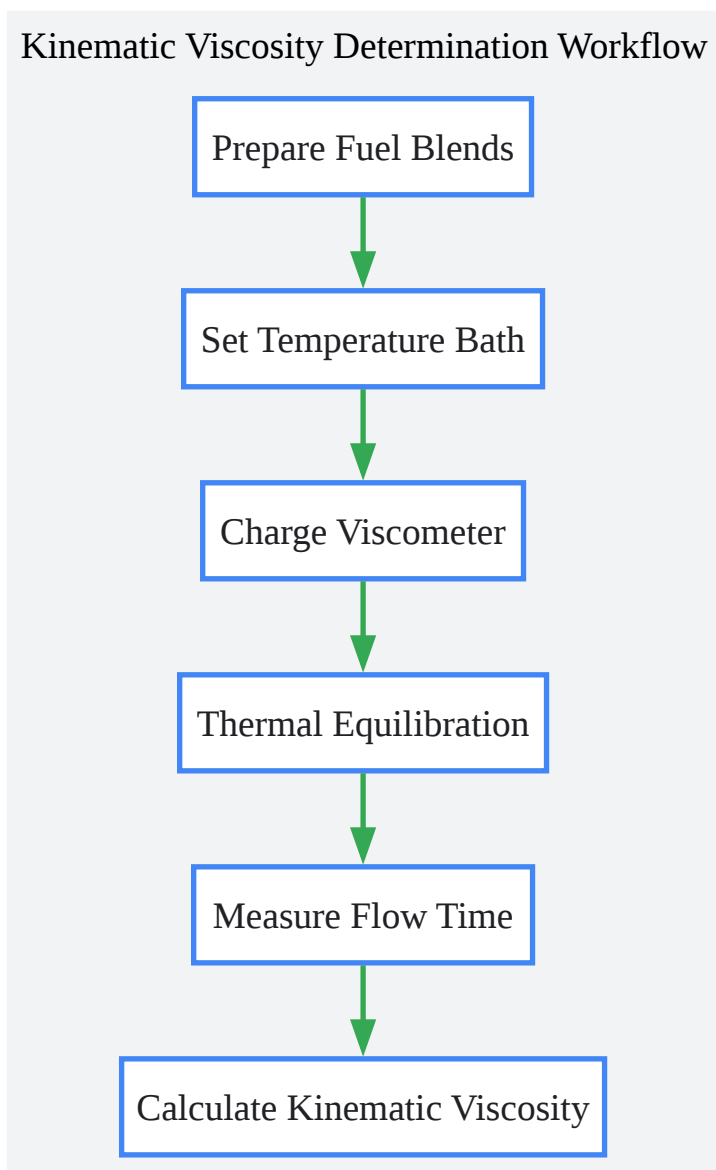 Kinematic Viscosity Determination Workflow
Prepare Fuel Blends
Set Temperature Bath
Charge Viscometer
Thermal Equilibration
Measure Flow Time
Calculate Kinematic Viscosity